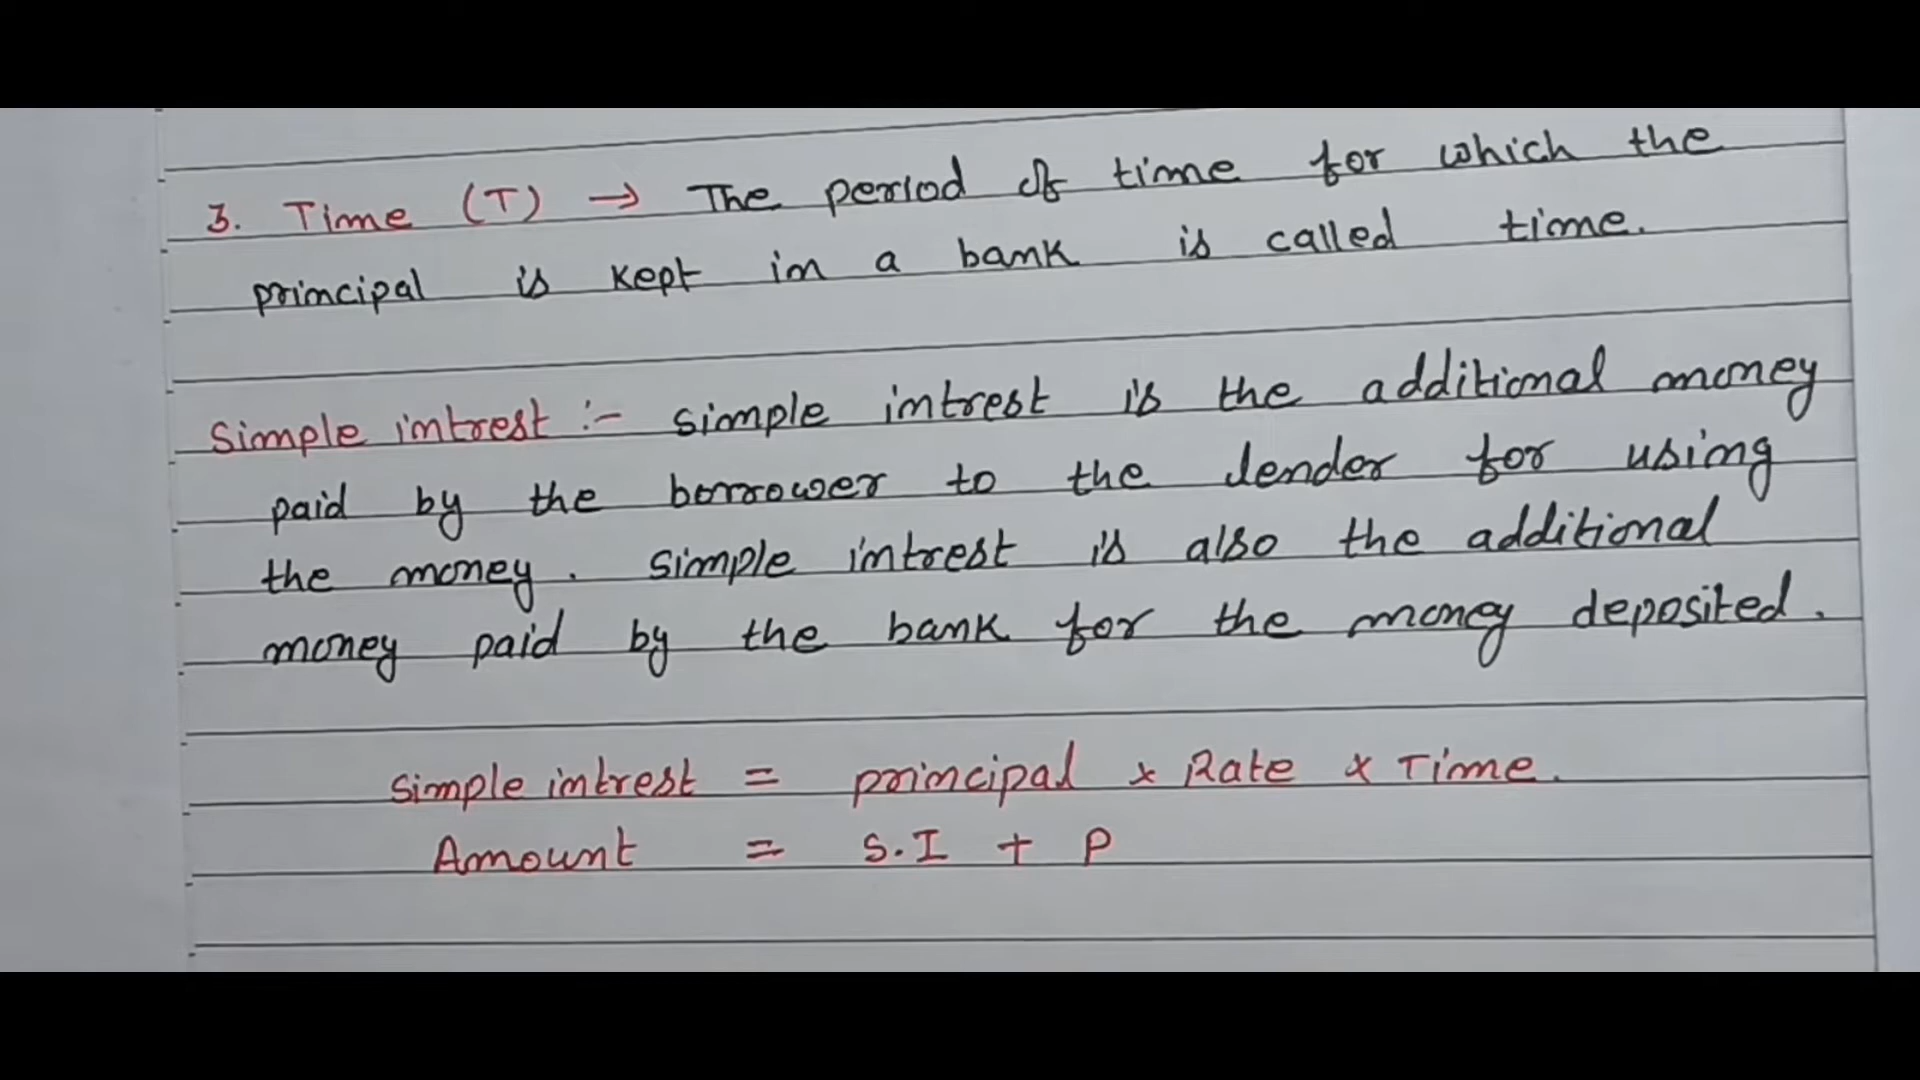 3. Time (T) → The period of time for which the
principal is kept in a bank is called time.
Simple intrest :- simple intrest is the additional money
paid by the borrower to the lender for using
the money. simple intrest is also the additional
money paid by the bank for the money deposited.
Simple intrest = principal × Rate × Time.
Amount = S.I + P